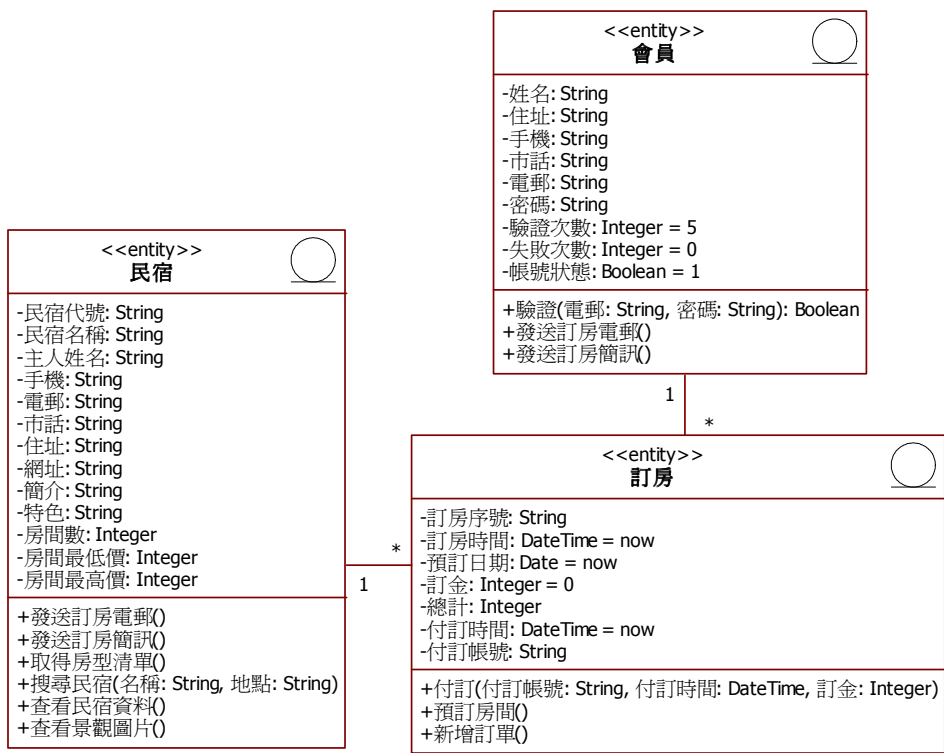 <<entity>>
會員
-姓名: String
-住址: String
-手機: String
-市話: String
-電郵: String
-密碼: String
-驗證次數: Integer = 5
-失敗次數: Integer = 0
-帳號狀態: Boolean = 1
+驗證(電郵: String, 密碼: String): Boolean
+發送訂房電郵()
+發送訂房簡訊()
1
*
<<entity>>
民宿
-民宿代號: String
-民宿名稱: String
-主人姓名: String
-手機: String
-電郵: String
-市話: String
-住址: String
-網址: String
-簡介: String
-特色: String
-房間數: Integer
-房間最低價: Integer
-房間最高價: Integer
+發送訂房電郵()
+發送訂房簡訊()
+取得房型清單()
+搜尋民宿(名稱: String, 地點: String)
+查看民宿資料()
+查看景觀圖片()
*
1
<<entity>>
訂房
-訂房序號: String
-訂房時間: DateTime = now
-預訂日期: Date = now
-訂金: Integer = 0
-總計: Integer
-付訂時間: DateTime = now
-付訂帳號: String
+付訂(付訂帳號: String, 付訂時間: DateTime, 訂金: Integer)
+預訂房間()
+新增訂單()